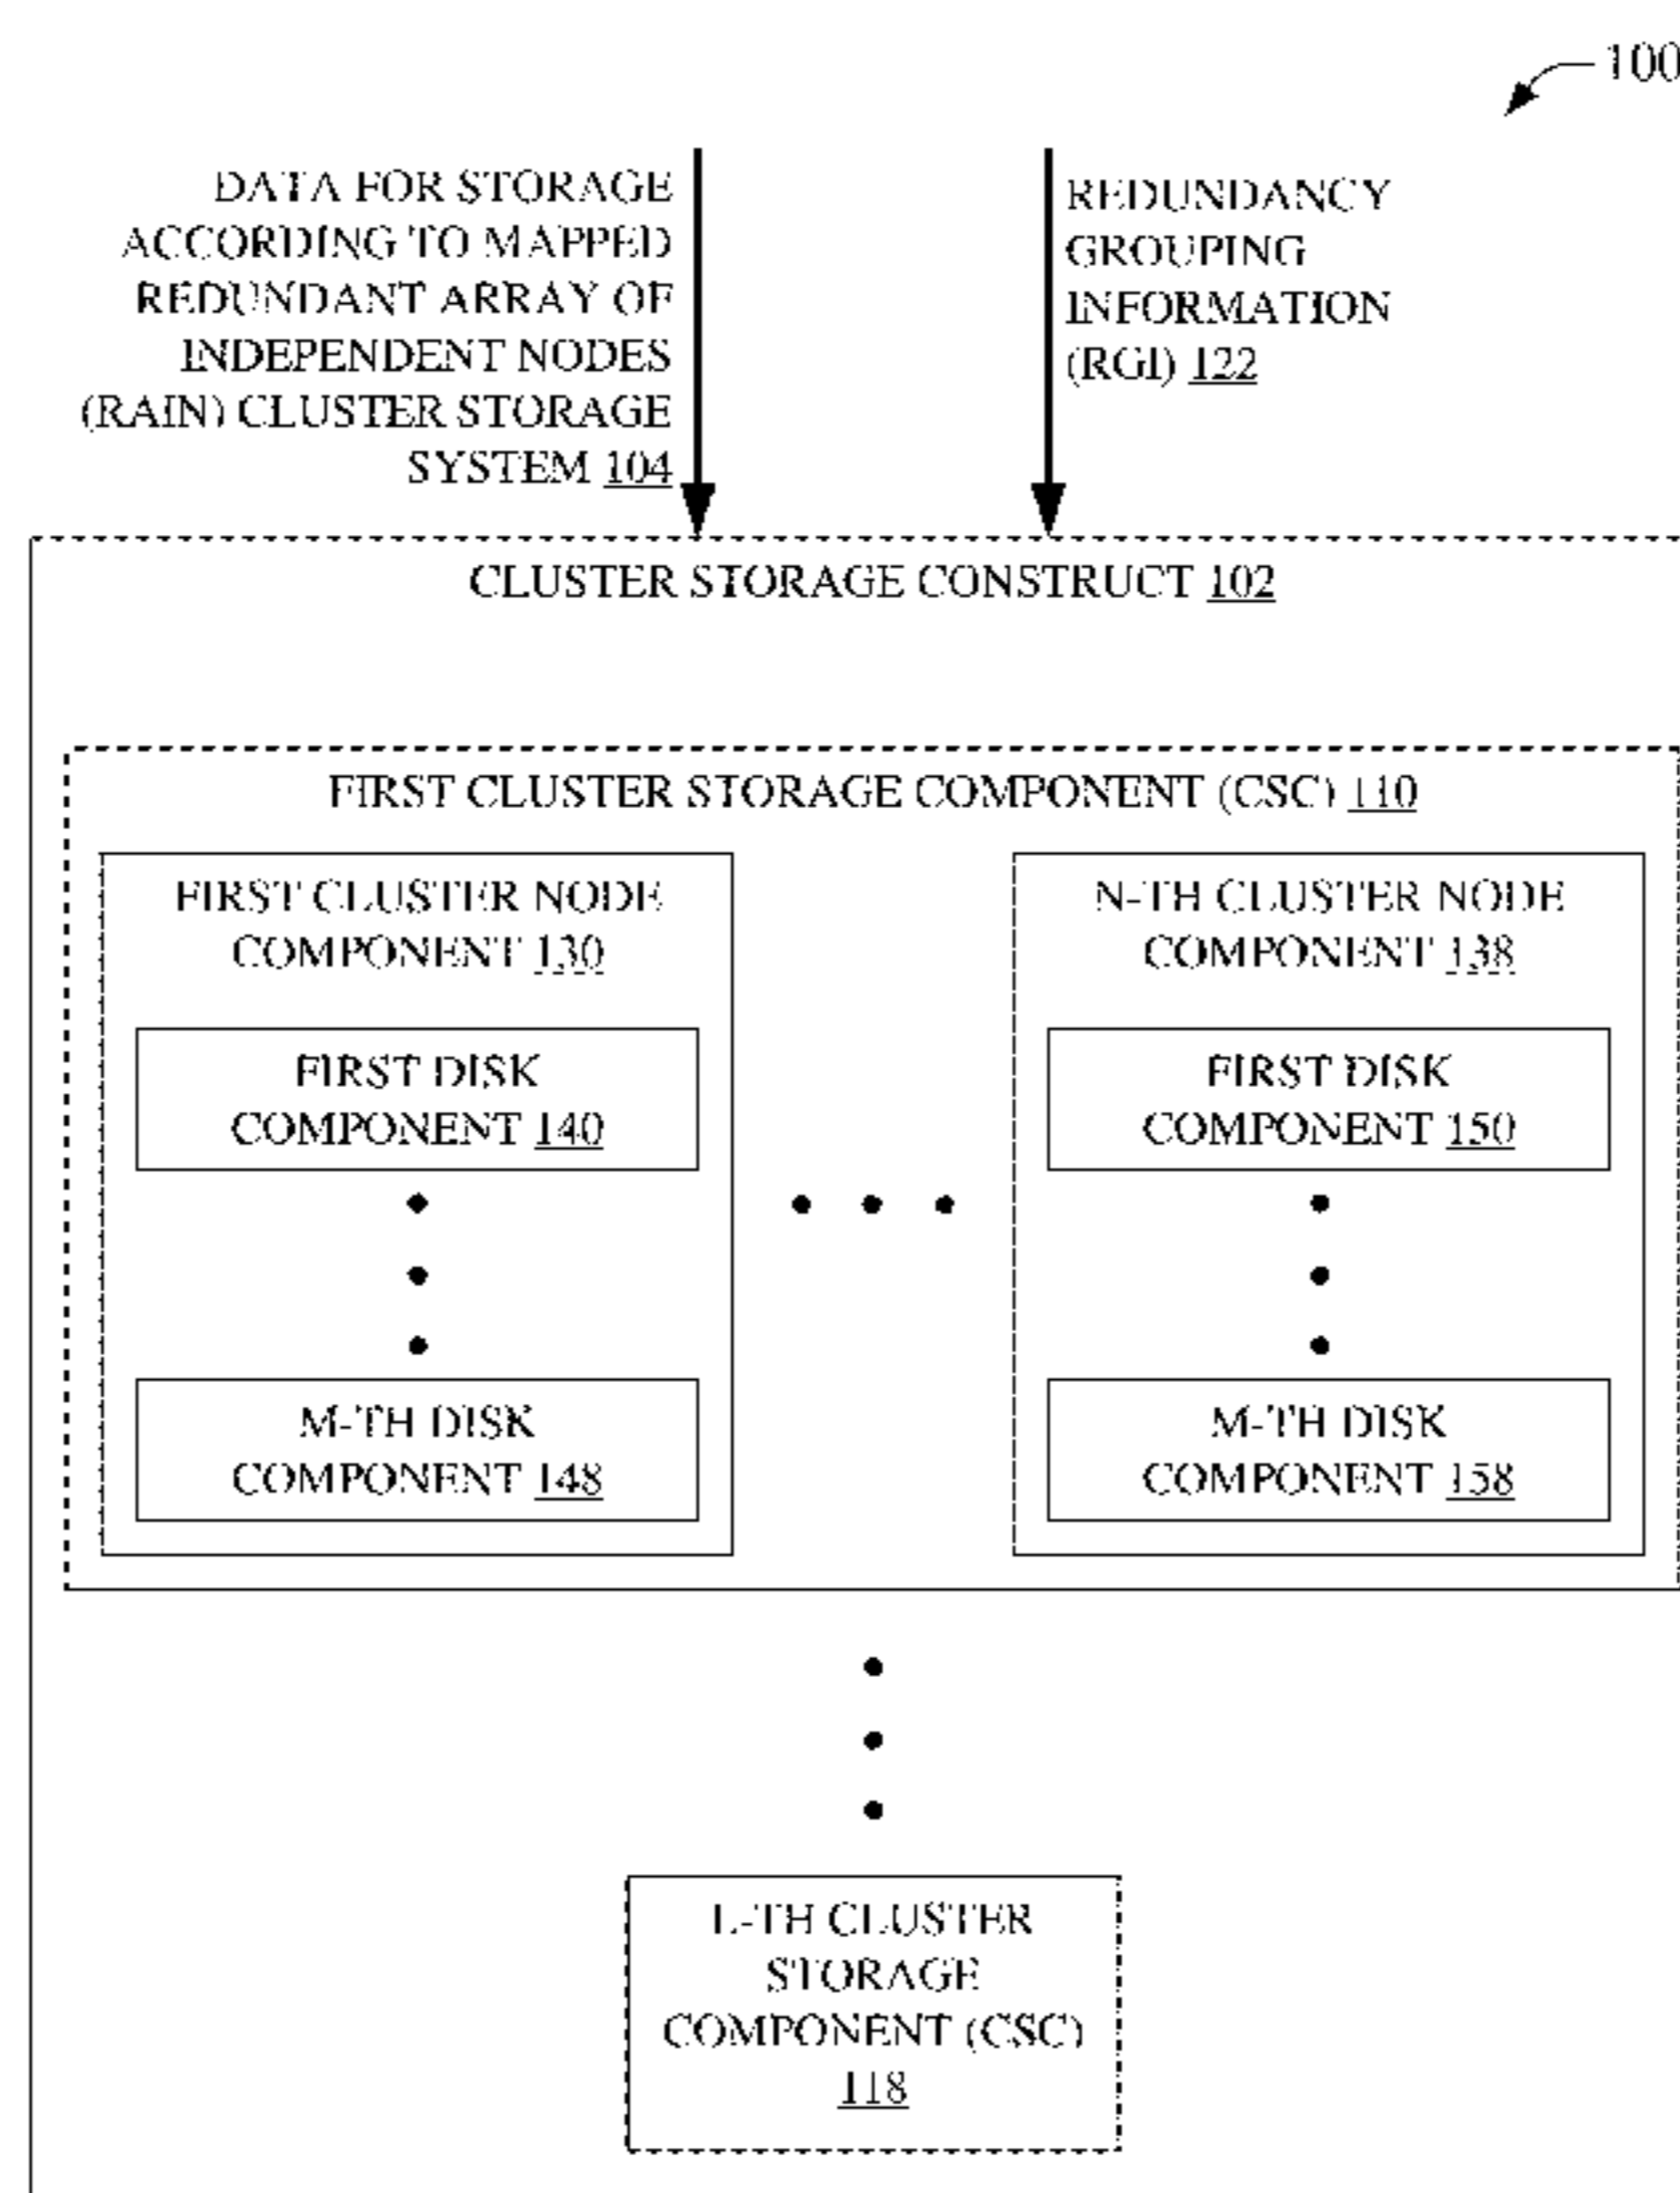 100
DATA FOR STORAGE
ACCORDING TO MAPPED
REDUNDANT ARRAY OF
INDEPENDENT NODES
(RAIN) CLUSTER STORAGE
SYSTEM 104
REDUNDANCY
GROUPING
INFORMATION
(RGI) 122
CLUSTER STORAGE CONSTRUCT 102
FIRST CLUSTER STORAGE COMPONENT (CSC) 110
FIRST CLUSTER NODE
COMPONENT 130
FIRST DISK
COMPONENT 140
M-TH DISK
COMPONENT 148
N-TH CLUSTER NODE
COMPONENT 138
FIRST DISK
COMPONENT 150
M-TH DISK
COMPONENT 158
L-TH CLUSTER
STORAGE
COMPONENT (CSC)
118